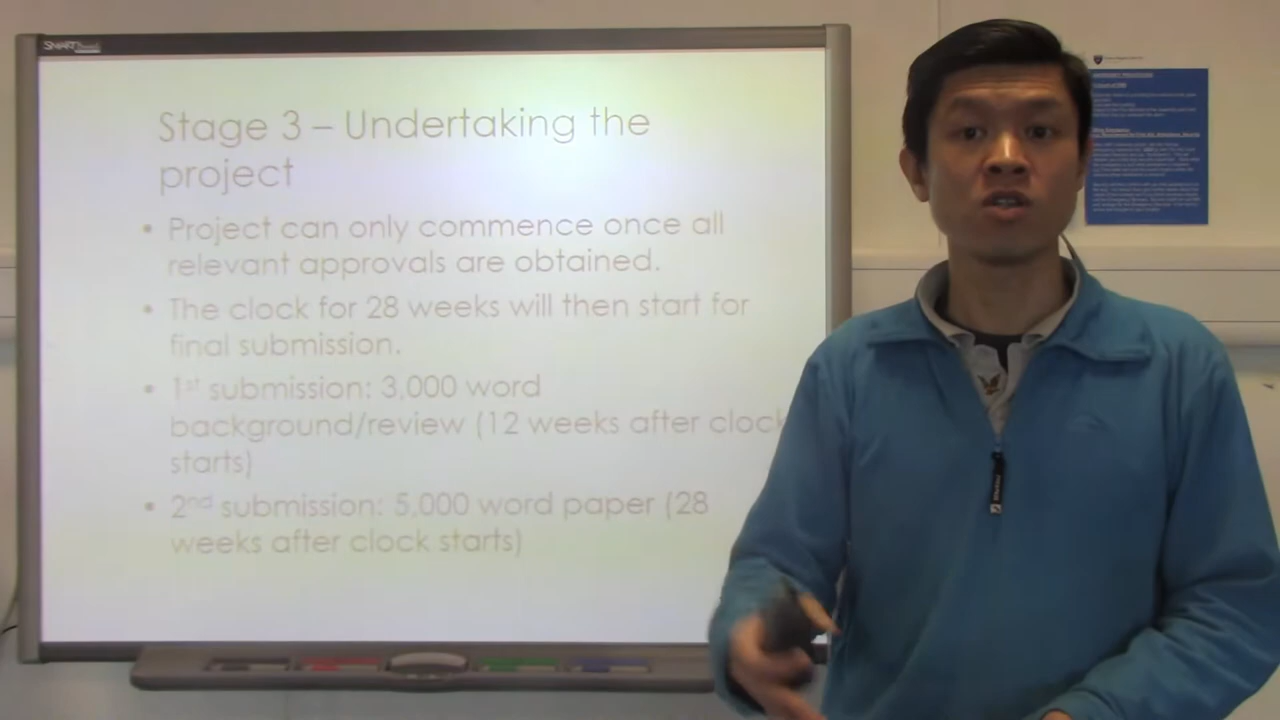 SMART
Stage 3 – Undertaking the
project
• Project can only commence once all
relevant approvals are obtained.
• The clock for 28 weeks will then start for
final submission.
• 1st submission: 3,000 word
background/review (12 weeks after clock
starts)
• 2nd submission: 5,000 word paper (28
weeks after clock starts)